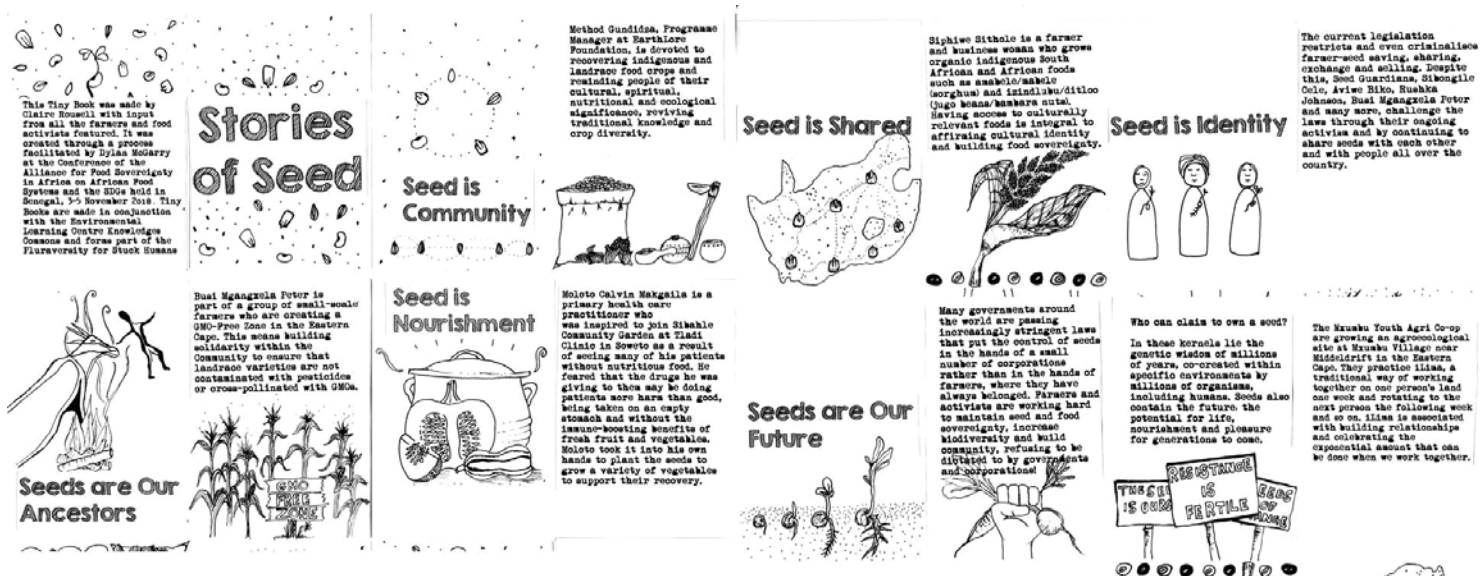 This Tiny Book was made by
Claire Rousell with input
from all the farmers and food
activists featured. It was
created through a process
facilitated by Dylan McGarry
at the Conference of the
Alliance for Food Sovereignty
in Africa on African Food
Systems and the SDGs held in
Senegal, 3-5 November 2018. Tiny
Books are made in conjunction
with the Environmental
Learning Centre Knowledges
Commons and forms part of the
Pluraversity for Stuck Humans
Stories
of Seed
Seed is
Community
Method Gundidza, Programme
Manager at EarthLore
Foundation, is devoted to
recovering indigenous and
landrace food crops and
reminding people of their
cultural, spiritual,
nutritional and ecological
significance, reviving
traditional knowledge and
crop diversity.
Seed is Shared
Siphiwe Sithole is a farmer
and business woman who grows
organic indigenous South
African and African foods
such as amabele/mabele
(sorghum) and izindlubu/ditloo
(jugo beans/bambara nuts).
Having access to culturally
relevant foods is integral to
affirming cultural identity
and building food sovereignty.
Seed is Identity
The current legislation
restricts and even criminalises
farmer-seed saving, sharing,
exchange and selling. Despite
this, Seed Guardians, Sibongile
Cele, Aviwe Biko, Rushka
Johnson, Busi Mgangxela Peter
and many more, challenge the
laws through their ongoing
activism and by continuing to
share seeds with each other
and with people all over the
country.
Seeds are Our
Ancestors
Busi Mgangxela Peter is
part of a group of small-scale
farmers who are creating a
GMO-Free Zone in the Eastern
Cape. This means building
solidarity within the
Community to ensure that
landrace varieties are not
contaminated with pesticides
or cross-pollinated with GMOs.
GMO
FREE
ZONE
Seed is
Nourishment
Moloto Calvin Makgaila is a
primary health care
practitioner who
was inspired to join Sibahle
Community Garden at Tladi
Clinic in Soweto as a result
of seeing many of his patients
without nutritious food. He
feared that the drugs he was
giving to them may be doing
patients more harm than good,
being taken on an empty
stomach and without the
immune-boosting benefits of
fresh fruit and vegetables.
Moloto took it into his own
hands to plant the seeds to
grow a variety of vegetables
to support their recovery.
Seeds are Our
Future
Many governments around
the world are passing
increasingly stringent laws
that put the control of seeds
in the hands of a small
number of corporations
rather than in the hands of
farmers, where they have
always belonged. Farmers and
activists are working hard
to maintain seed and food
sovereignty, increase
biodiversity and build
community, refusing to be
dictated to by governments
and corporations!
Who can claim to own a seed?
In these kernels lie the
genetic wisdom of millions
of years, co-created within
specific environments by
millions of organisms,
including humans. Seeds also
contain the future: the
potential for life,
nourishment and pleasure
for generations to come.
RESISTANCE
IS
FERTILE
IS OURS
The Mxumbu Youth Agri Co-op
are growing an agroecological
site at Mxumbu Village near
Middeldrift in the Eastern
Cape. They practice iLima, a
traditional way of working
together on one person's land
one week and rotating to the
next person the following week
and so on. iLima is associated
with building relationships
and celebrating the
exponential amount that can
be done when we work together.